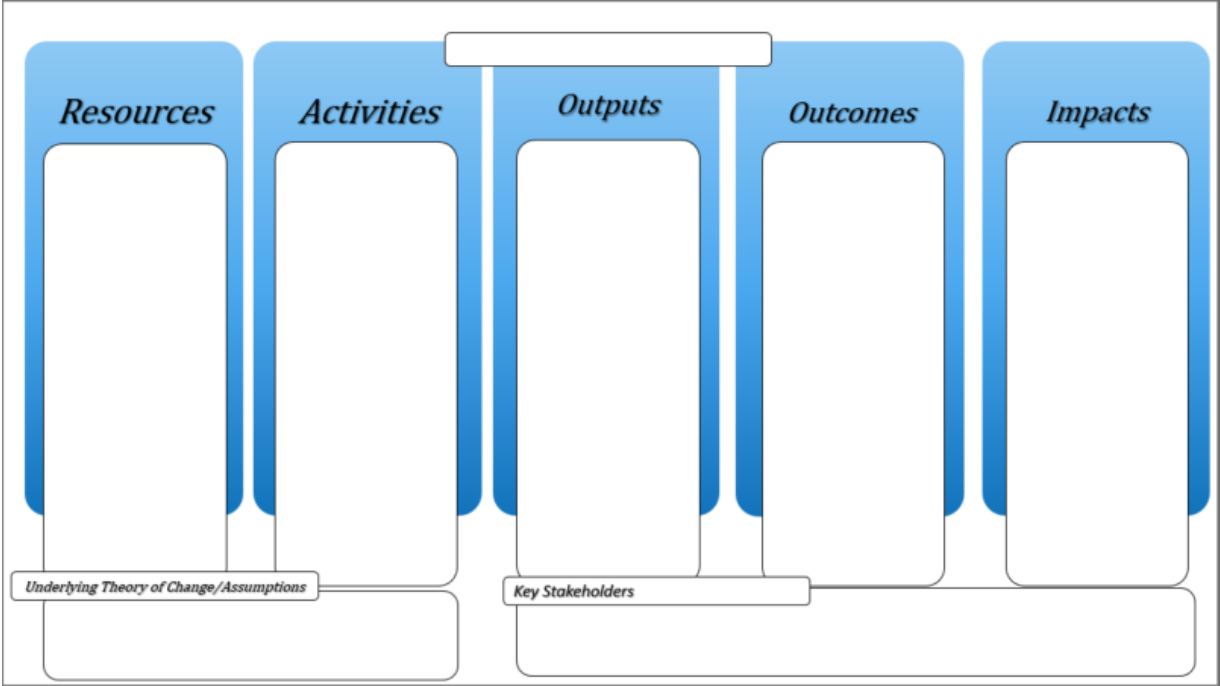 Resources
Activities
Outputs
Outcomes
Impacts
Underlying Theory of Change/Assumptions
Key Stakeholders